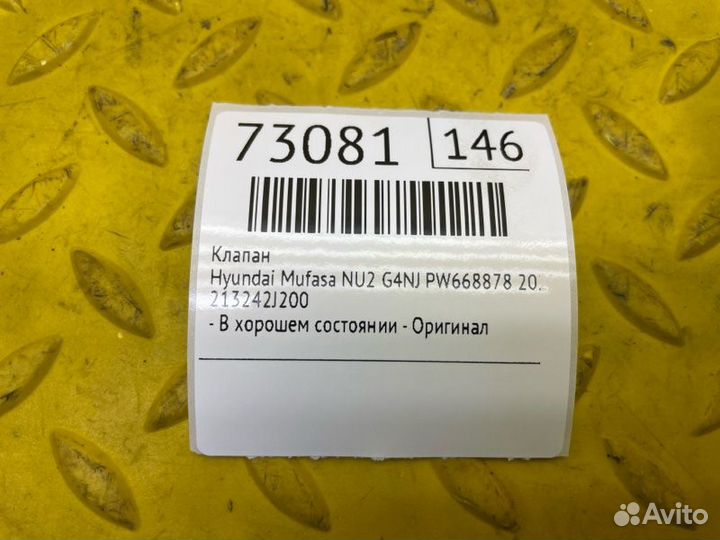 73081 146
Клапан
Hyundai Mufasa NU2 G4NJ PW668878 20.
213242J200
- В хорошем состоянии - Оригинал
Avito